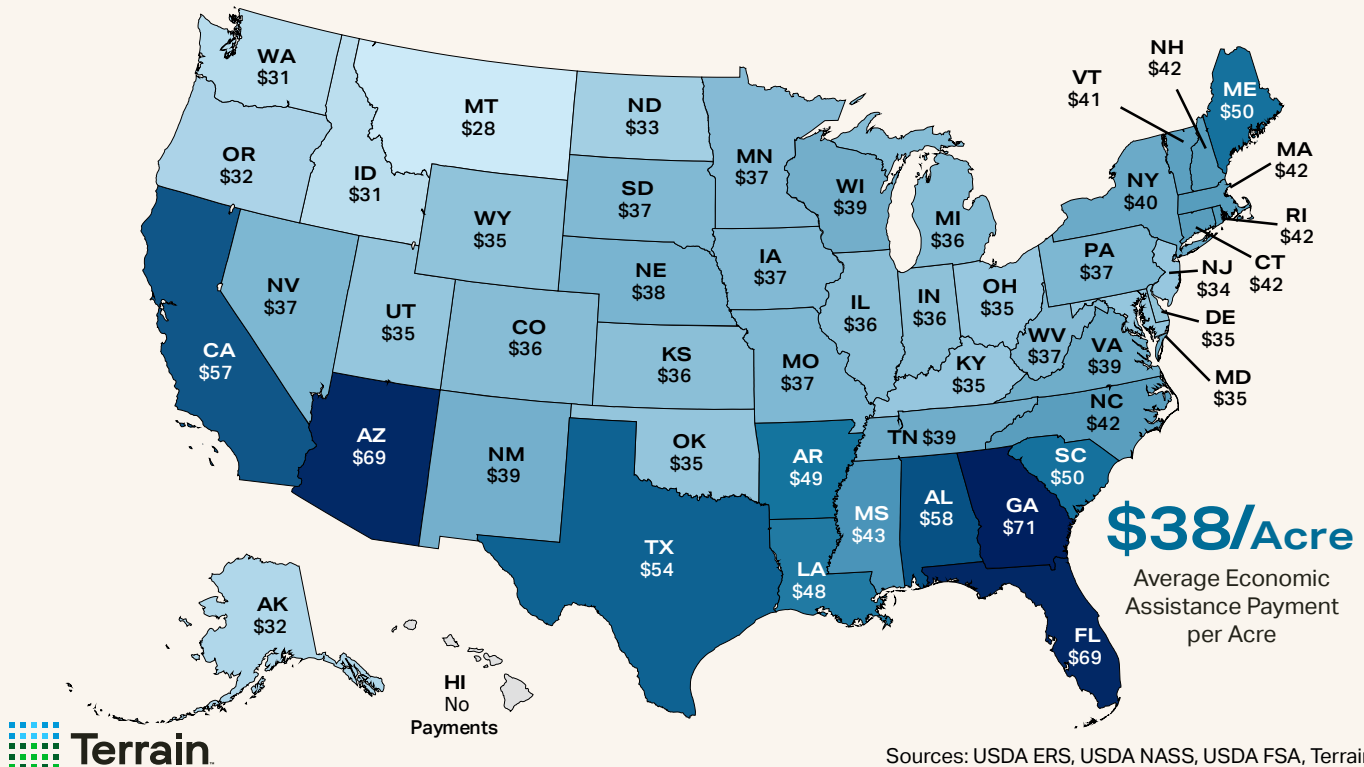 WA
$31
OR
$32
CA
$57
NV
$37
ID
$31
MT
$28
WY
$35
UT
$35
AZ
$69
CO
$36
NM
$39
ND
$33
SD
$37
NE
$38
KS
$36
OK
$35
TX
$54
MN
$37
IA
$37
MO
$37
AR
$49
LA
$48
WI
$39
IL
$36
MI
$36
IN
$36
OH
$35
KY
$35
TN $39
MS
$43
AL
$58
GA
$71
FL
$69
SC
$50
NC
$42
VA
$39
WV
$37
PA
$37
NY
$40
VT
$41
NH
$42
ME
$50
MA
$42
RI
$42
CT
$42
NJ
$34
DE
$35
MD
$35
AK
$32
HI
No
Payments
$38/Acre
Average Economic
Assistance Payment
per Acre
Terrain™
Sources: USDA ERS, USDA NASS, USDA FSA, Terrain